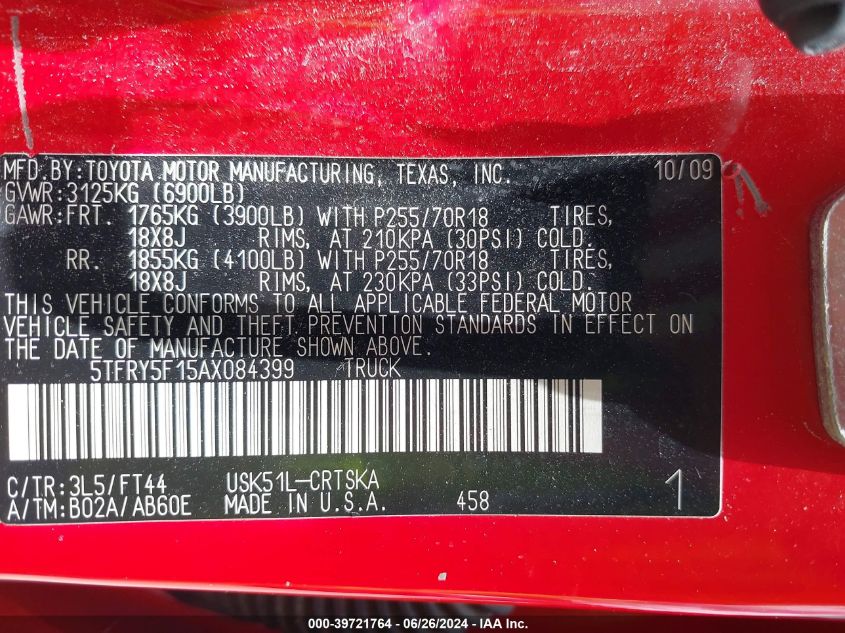 MFD.BY:TOYOTA MOTOR MANUFACTURING, TEXAS, INC. 10/09
GVWR:3125KG (6900LB)
GAWR:FRT. 1765KG (3900LB) WITH P255/70R18 TIRES,
18X8J RIMS, AT 210KPA (30PSI) COLD.
RR. 1855KG (4100LB) WITH P255/70R18 TIRES,
18X8J RIMS, AT 230KPA (33PSI) COLD.
THIS VEHICLE CONFORMS TO ALL APPLICABLE FEDERAL MOTOR
VEHICLE SAFETY AND THEFT PREVENTION STANDARDS IN EFFECT ON
THE DATE OF MANUFACTURE SHOWN ABOVE.
5TFRY5F15AX084399 TRUCK
C/TR:3L5/FT44 USK51L-CRTSKA
A/TM:B02A/AB60E MADE IN U.S.A. 458 1
000-39721764 - 06/26/2024 - IAA Inc.